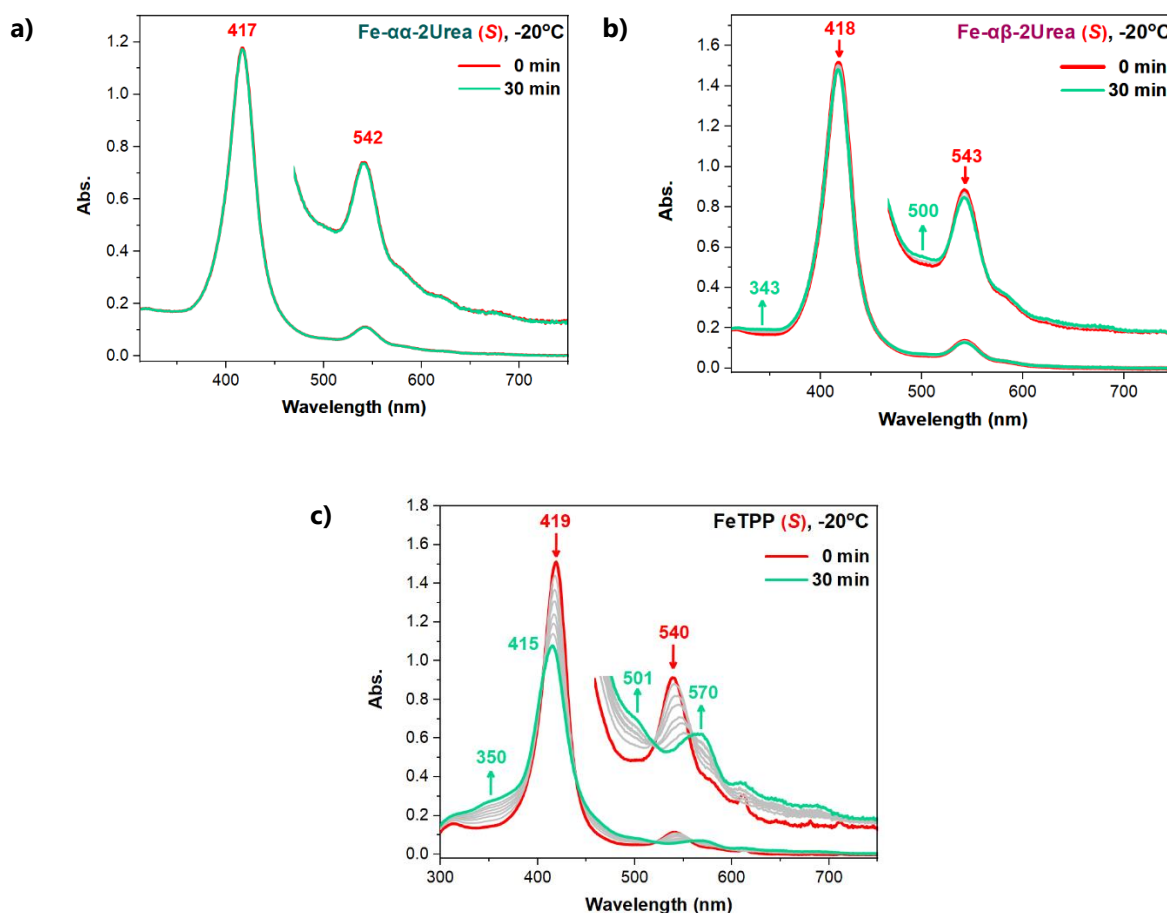 a)
Fe-αα-2Urea (S), -20°C
0 min
30 min
417
542
Abs.
1.2
1.0
0.8
0.6
0.4
0.2
0.0
400
500
600
700
Wavelength (nm)
b)
Fe-αβ-2Urea (S), -20°C
0 min
30 min
418
543
500
343
Abs.
1.6
1.4
1.2
1.0
0.8
0.6
0.4
0.2
0.0
400
500
600
700
Wavelength (nm)
c)
FeTPP (S), -20°C
0 min
30 min
419
415
540
501
570
350
Abs.
1.8
1.6
1.4
1.2
1.0
0.8
0.6
0.4
0.2
0.0
300
400
500
600
700
Wavelength (nm)